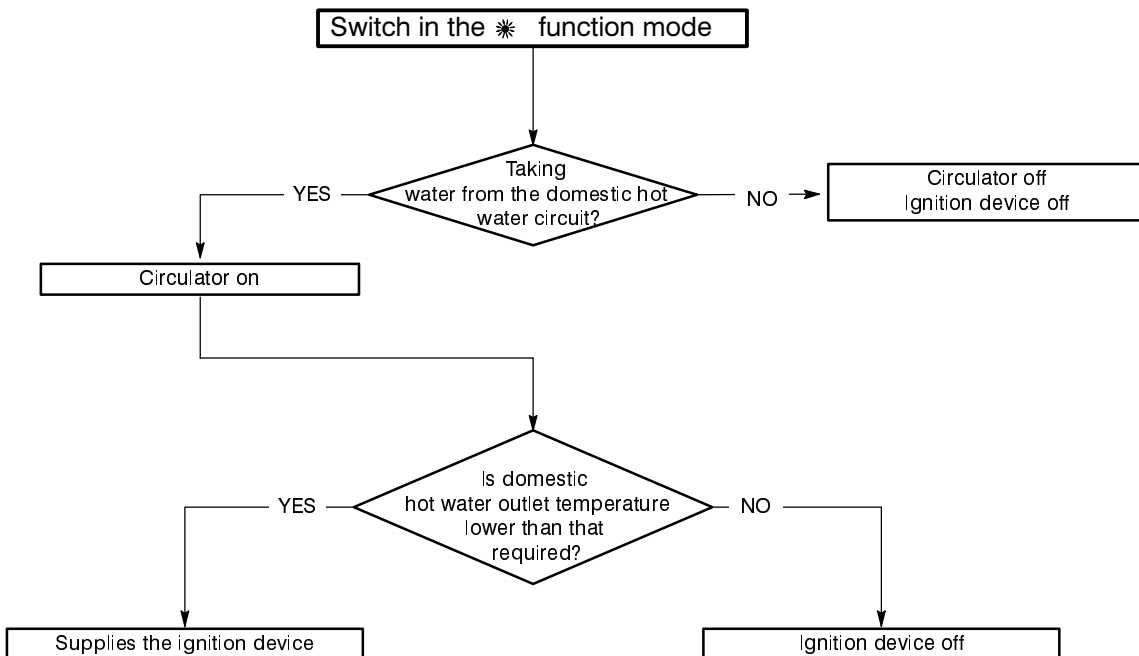 Switch in the ☀ function mode
Taking
water from the domestic hot
water circuit?
YES
NO
Circulator off
Ignition device off
Circulator on
Is domestic
hot water outlet temperature
lower than that
required?
YES
NO
Supplies the ignition device
Ignition device off